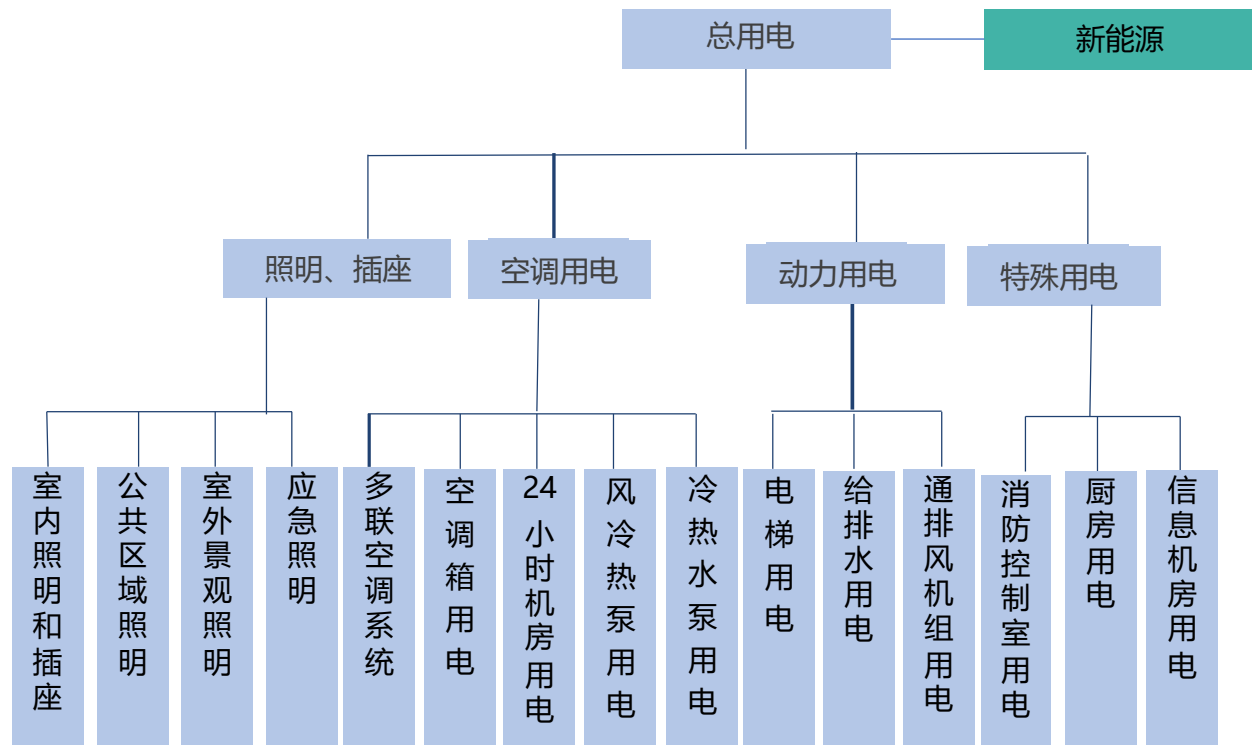 总用电
新能源
照明、插座
空调用电
动力用电
特殊用电
室内照明和插座
公共区域照明
室外景观照明
应急照明
多联空调系统
空调箱用电
24小时机房用电
风冷热泵用电
冷热水泵用电
电梯用电
给排水用电
通排风机组用电
消防控制室用电
厨房用电
信息机房用电